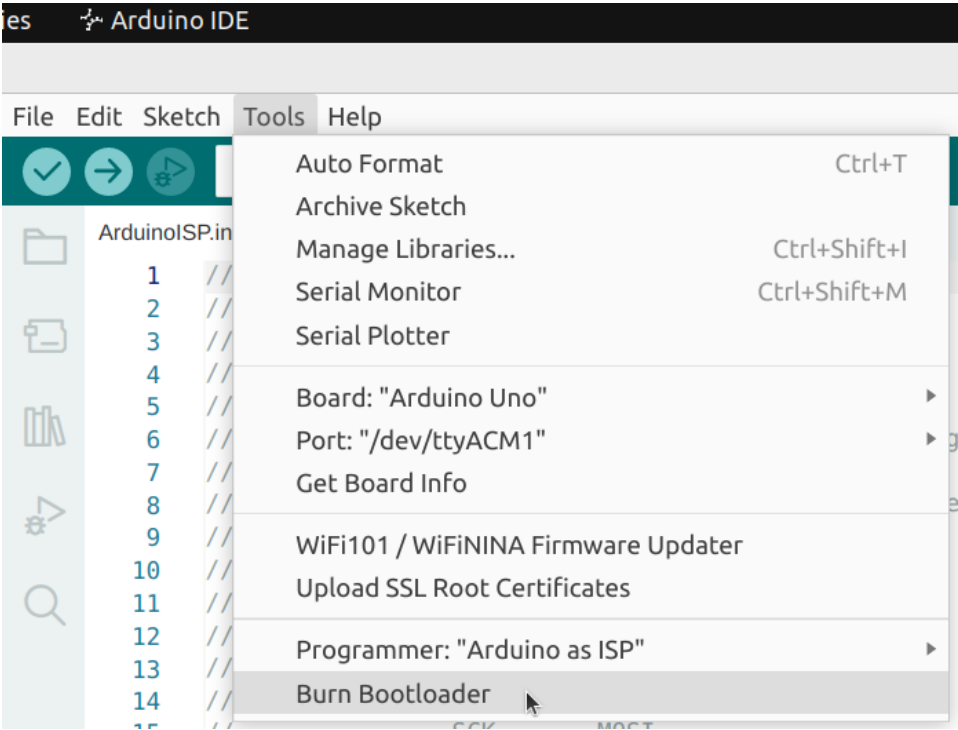 ies Arduino IDE
File Edit Sketch Tools Help
Auto Format Ctrl+T
Archive Sketch
ArduinoISP.in
Manage Libraries... Ctrl+Shift+I
1 //
Serial Monitor Ctrl+Shift+M
2 //
Serial Plotter
3 //
4 //
Board: "Arduino Uno"
5 //
Port: "/dev/ttyACM1"
6 //
7 //
Get Board Info
8 //
9 //
WiFi101 / WiFiNINA Firmware Updater
10 //
Upload SSL Root Certificates
11 //
12 //
Programmer: "Arduino as ISP"
13 //
Burn Bootloader
14 //